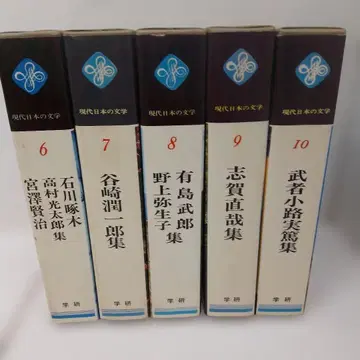 現代日本の文学
6
石川啄木
高村光太郎集
宮澤賢治
現代日本の文学
7
谷崎潤一郎集
学研
現代日本の文学
8
有島武郎
野上弥生子
集
学研
現代日本の文学
9
志賀直哉集
学研
現代日本の文学
10
武者小路実篤集
学研